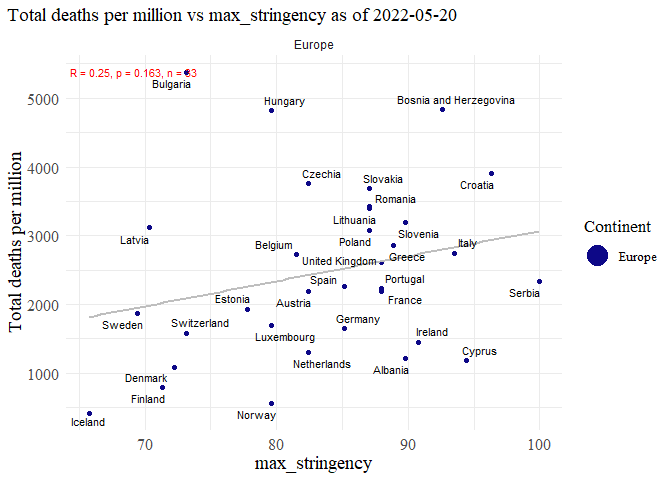 Total deaths per million vs max_stringency as of 2022-05-20
Europe
R = 0.25, p = 0.163, n = 33
Bulgaria
Hungary
Bosnia and Herzegovina
5000
Czechia
Slovakia
Croatia
4000
Romania
Lithuania
Latvia
Poland
Slovenia
Italy
3000
Belgium
United Kingdom
Greece
Spain
Portugal
Serbia
Estonia
Austria
France
2000
Sweden
Switzerland
Germany
Luxembourg
Ireland
Netherlands
Albania
Cyprus
1000
Denmark
Finland
Norway
Iceland
Total deaths per million
70
80
90
100
max_stringency
Continent
Europe